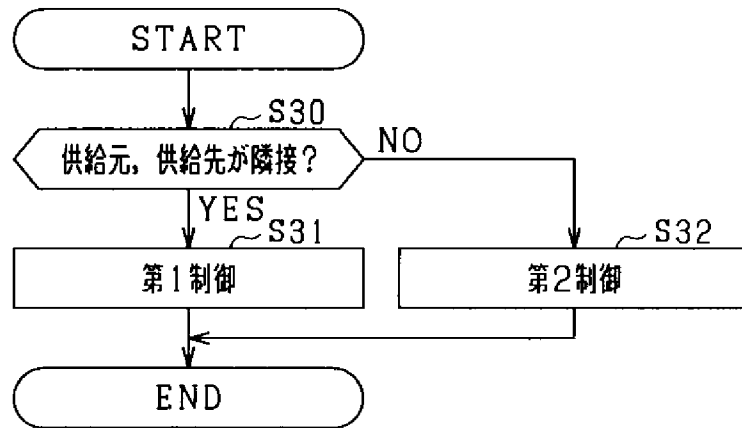 START
S30
供給元，供給先が隣接？
NO
YES
S31
第1制御
S32
第2制御
END